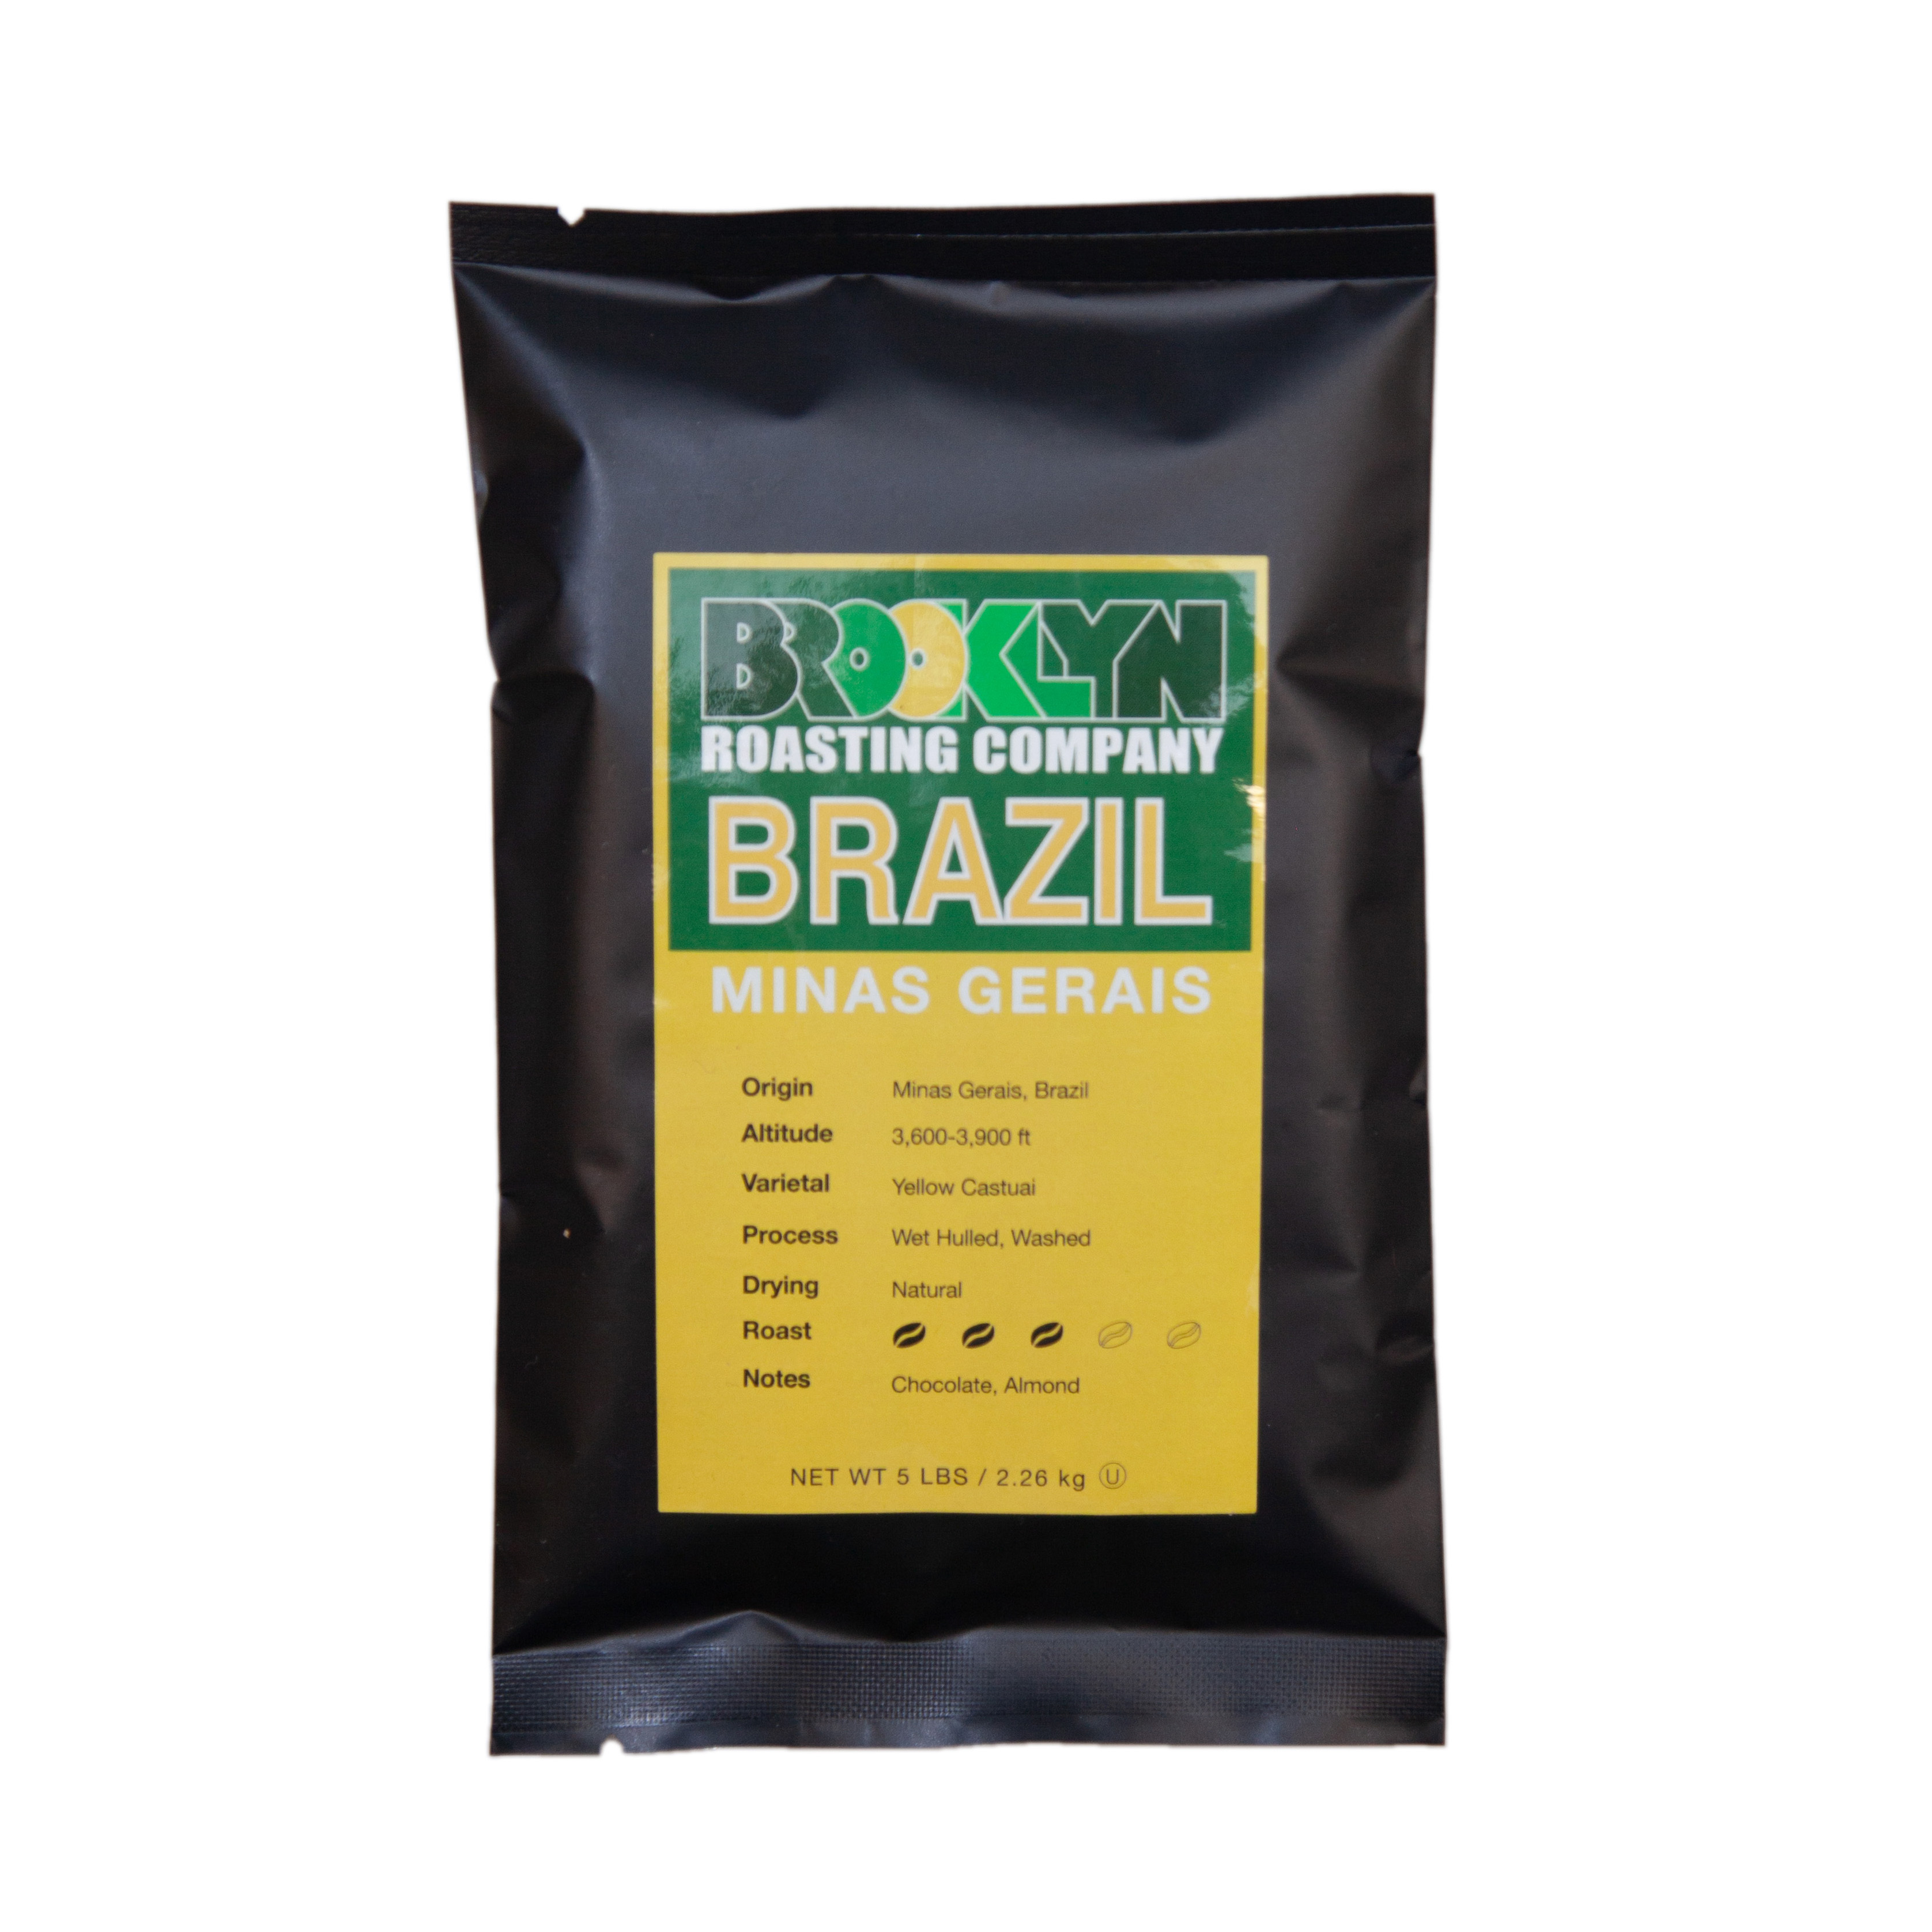 BROOKLYN
ROASTING COMPANY
BRAZIL
MINAS GERAIS
Origin Minas Gerais, Brazil
Altitude 3,600-3,900 ft
Varietal Yellow Castuai
Process Wet Hulled, Washed
Drying Natural
Roast
Notes Chocolate, Almond
NET WT 5 LBS / 2.26 kg Ⓤ